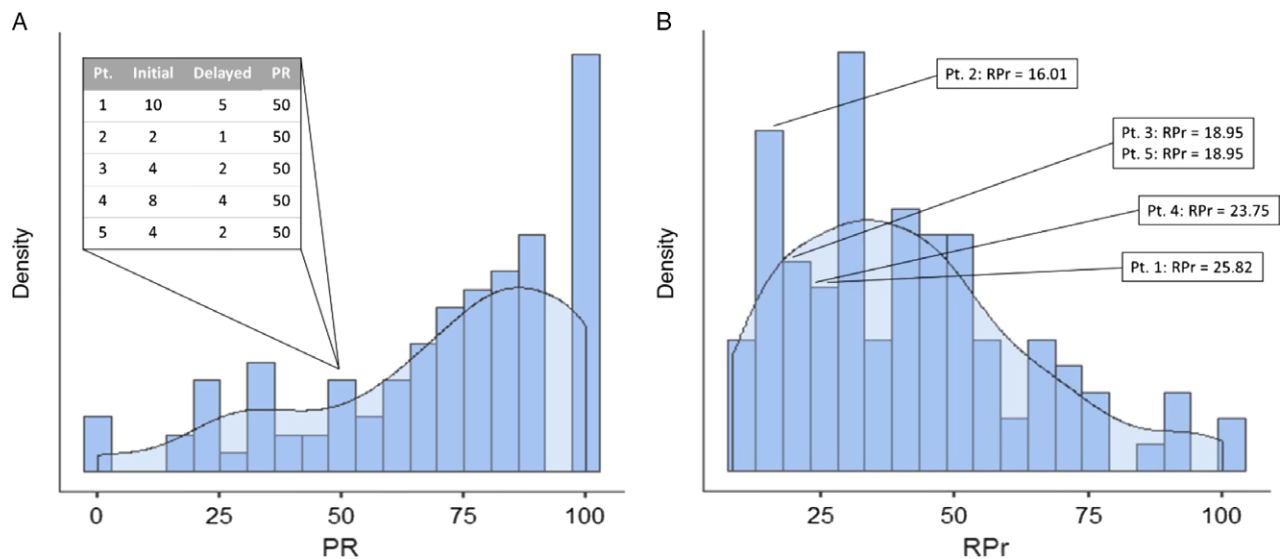 A
Density
Pt. Initial Delayed PR
1 10 5 50
2 2 1 50
3 4 2 50
4 8 4 50
5 4 2 50
0 25 50 75 100
PR
B
Density
Pt. 2: RPr = 16.01
Pt. 3: RPr = 18.95
Pt. 5: RPr = 18.95
Pt. 4: RPr = 23.75
Pt. 1: RPr = 25.82
25 50 75 100
RPr